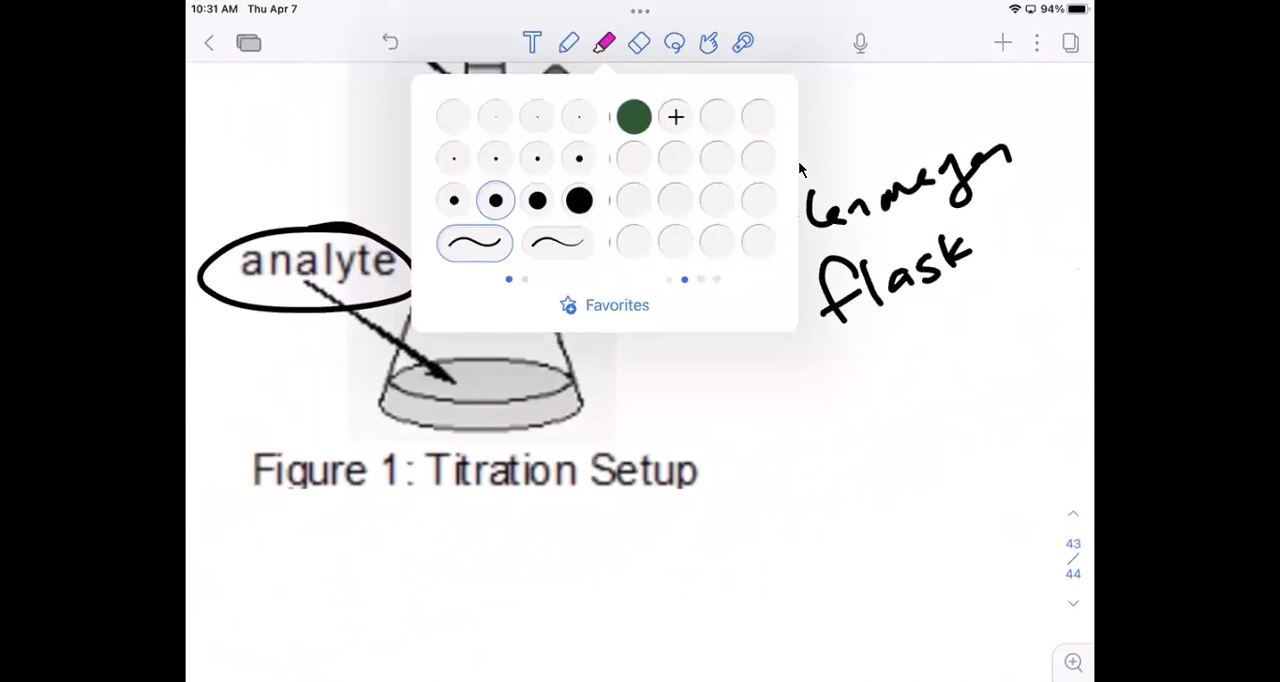 10:31 AM Thu Apr 7
94%
T
analyte
flask
Favorites
Figure 1: Titration Setup
43
44